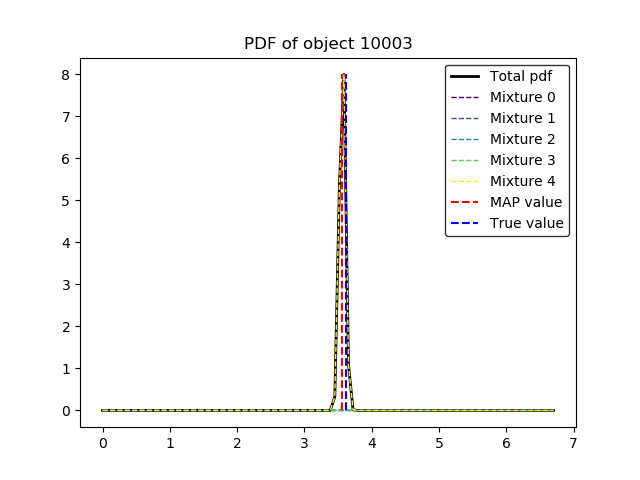 PDF of object 10003
Total pdf
Mixture 0
Mixture 1
Mixture 2
Mixture 3
Mixture 4
MAP value
True value
8
7
6
5
4
3
2
1
0
0 1 2 3 4 5 6 7